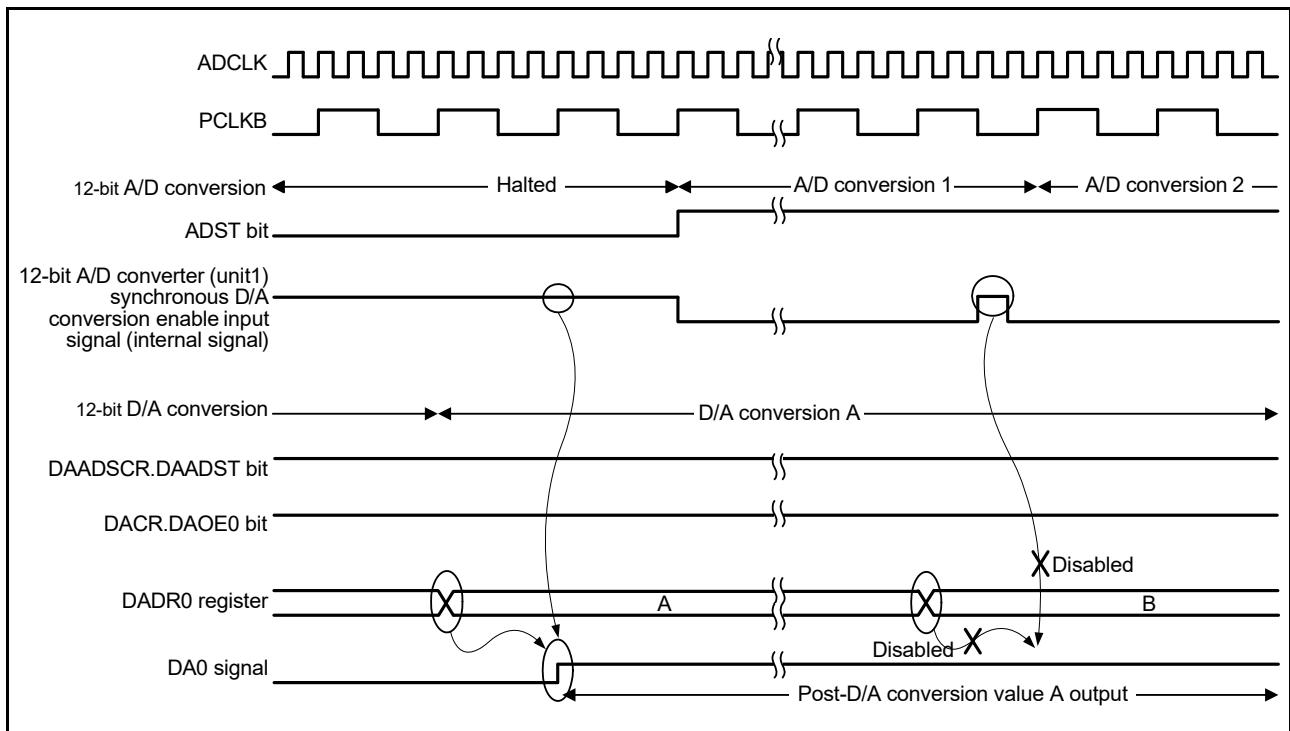 ADCLK
PCLKB
12-bit A/D conversion
Halted
A/D conversion 1
A/D conversion 2
ADST bit
12-bit A/D converter (unit1)
synchronous D/A
conversion enable input
signal (internal signal)
12-bit D/A conversion
D/A conversion A
DAADSCR.DAADST bit
DACR.DAOE0 bit
Disabled
DADR0 register
A
B
Disabled
DA0 signal
Post-D/A conversion value A output